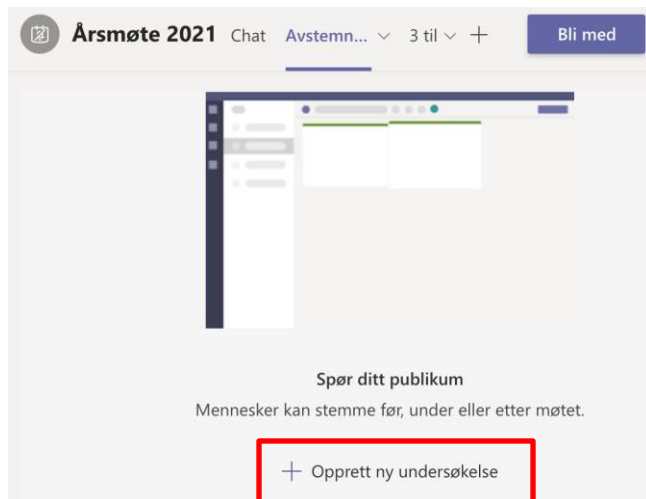 Årsmøte 2021 Chat Avstemn... 3 til Bli med
Spør ditt publikum
Mennesker kan stemme før, under eller etter møtet.
Opprett ny undersøkelse